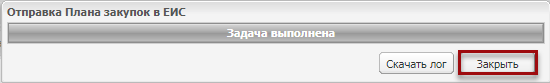 Отправка Плана закупок в ЕИС
Задача выполнена
Скачать лог Закрыть